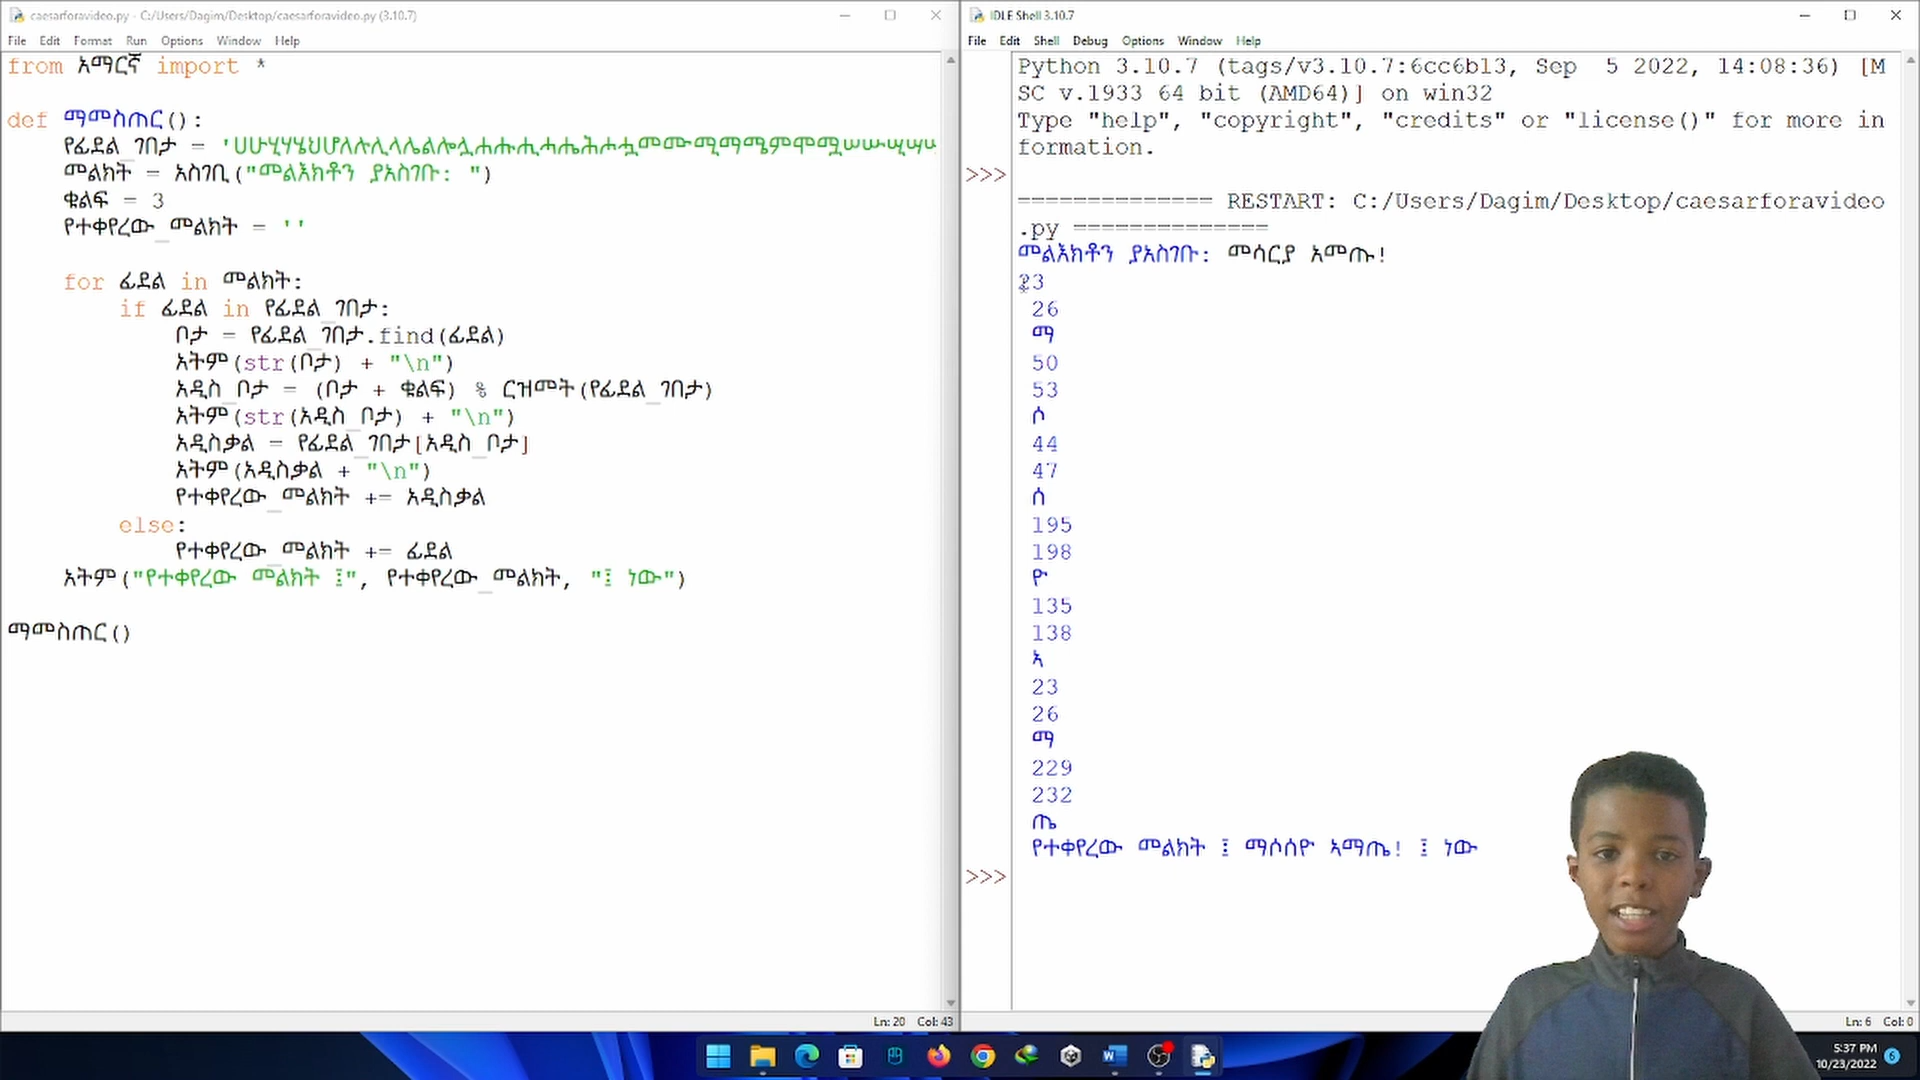 caesarforavideo.py - C:/Users/Dagim/Desktop/caesarforavideo.py (3.10.7)
File Edit Format Run Options Window Help
from አማርኛ import *
def ማመስጠር():
የፊደል_ገበታ = 'ሀሁሂሃሄህሆለሉሊላሌልሎሏሐሑሒሓሔሕሖሗመሙሚማሜምሞሟሠሡሢሣ
መልክት = አስገቢ("መልእክቶን ያአስገቡ: ")
ቁልፍ = 3
የተቀየረው_መልክት = ''
for ፊደል in መልክት:
if ፊደል in የፊደል_ገበታ:
ቦታ = የፊደል_ገበታ.find(ፊደል)
አትም(str(ቦታ) + "\n")
አዲስ_ቦታ = (ቦታ + ቁልፍ) % ርዝመት(የፊደል_ገበታ)
አትም(str(አዲስ_ቦታ) + "\n")
አዲስቃል = የፊደል_ገበታ[አዲስ_ቦታ]
አትም(አዲስቃል + "\n")
የተቀየረው_መልክት += አዲስቃል
else:
የተቀየረው_መልክት += ፊደል
አትም("የተቀየረው መልክት ፤", የተቀየረው_መልክት, "፤ ነው")
ማመስጠር()
Ln: 20 Col: 43
IDLE Shell 3.10.7
File Edit Shell Debug Options Window Help
Python 3.10.7 (tags/v3.10.7:6cc6b13, Sep 5 2022, 14:08:36) [M
SC v.1933 64 bit (AMD64)] on win32
Type "help", "copyright", "credits" or "license()" for more in
formation.
>>>
============== RESTART: C:/Users/Dagim/Desktop/caesarforavideo
.py ==============
መልእክቶን ያአስገቡ: መሳርያ አመጡ!
23
26
ማ
50
53
ሶ
44
47
ሰ
195
198
ዮ
135
138
ኣ
23
26
ማ
229
232
ጤ
የተቀየረው መልክት ፤ ማሶሰዮ ኣማጤ! ፤ ነው
>>>
Ln: 6 Col: 0
5:37 PM
10/23/2022
6